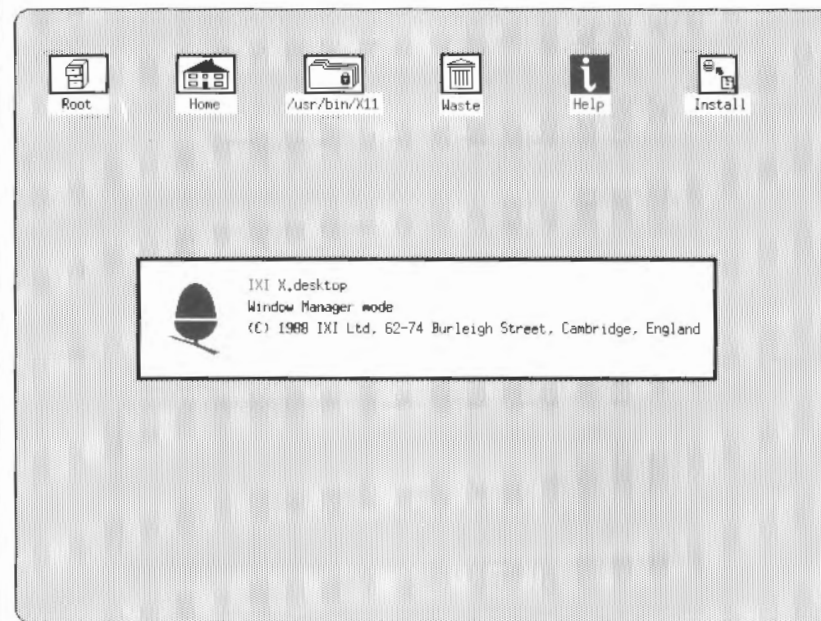 Root
Home
/usr/bin/X11
Waste
Help
Install
IXI X.desktop
Window Manager mode
(C) 1988 IXI Ltd, 62-74 Burleigh Street, Cambridge, England